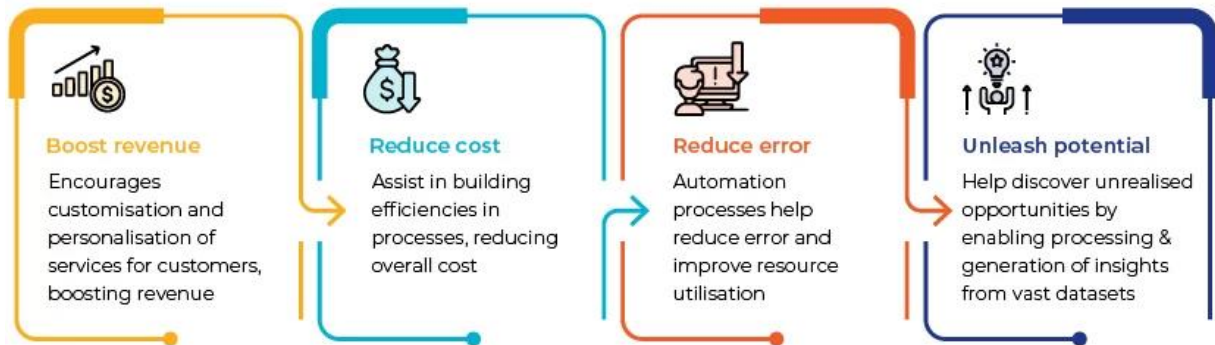 Boost revenue
Encourages
customisation and
personalisation of
services for customers,
boosting revenue
Reduce cost
Assist in building
efficiencies in
processes, reducing
overall cost
Reduce error
Automation
processes help
reduce error and
improve resource
utilisation
Unleash potential
Help discover unrealised
opportunities by
enabling processing &
generation of insights
from vast datasets